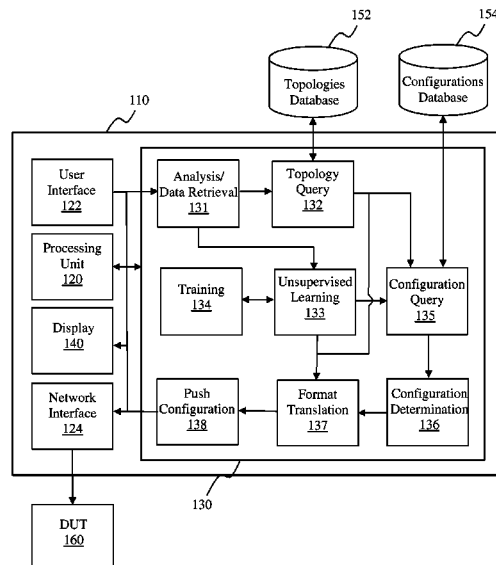 152
154
Topologies
Database
Configurations
Database
110
User
Interface
122
Analysis/
Data Retrieval
131
Topology
Query
132
Processing
Unit
120
Training
134
Unsupervised
Learning
133
Configuration
Query
135
Display
140
Network
Interface
124
Push
Configuration
138
Format
Translation
137
Configuration
Determination
136
130
DUT
160